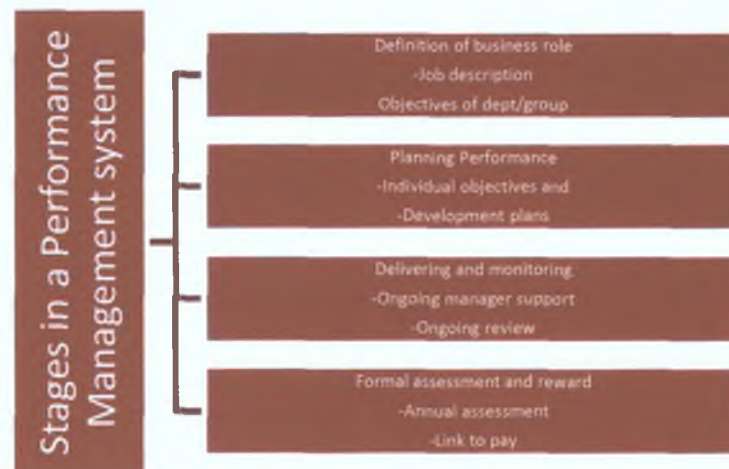 Stages in a Performance
Management system
Definition of business role
-Job description
Objectives of dept/group
Planning Performance
-Individual objectives and
-Development plans
Delivering and monitoring
-Ongoing manager support
-Ongoing review
Formal assessment and reward
-Annual assessment
-Link to pay